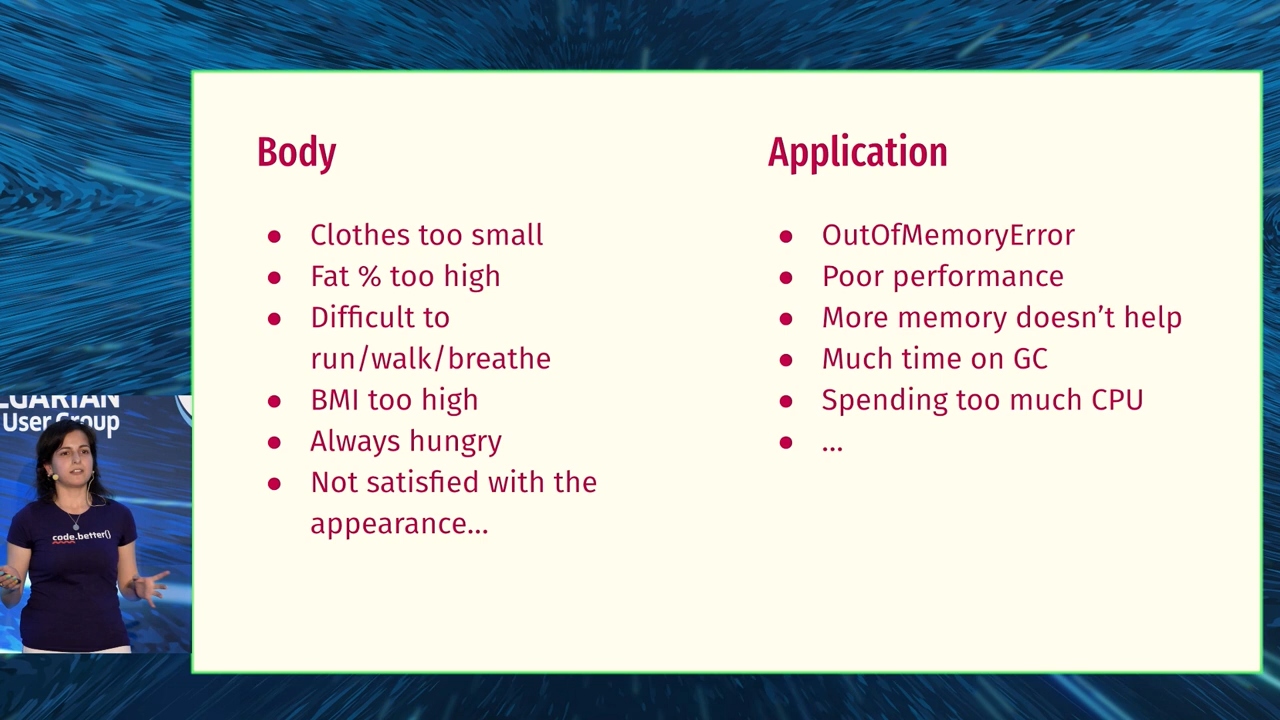 Body
Clothes too small
Fat % too high
Difficult to
run/walk/breathe
BMI too high
Always hungry
Not satisfied with the
appearance...
Application
OutOfMemoryError
Poor performance
More memory doesn't help
Much time on GC
Spending too much CPU
...
User Group
code.better()